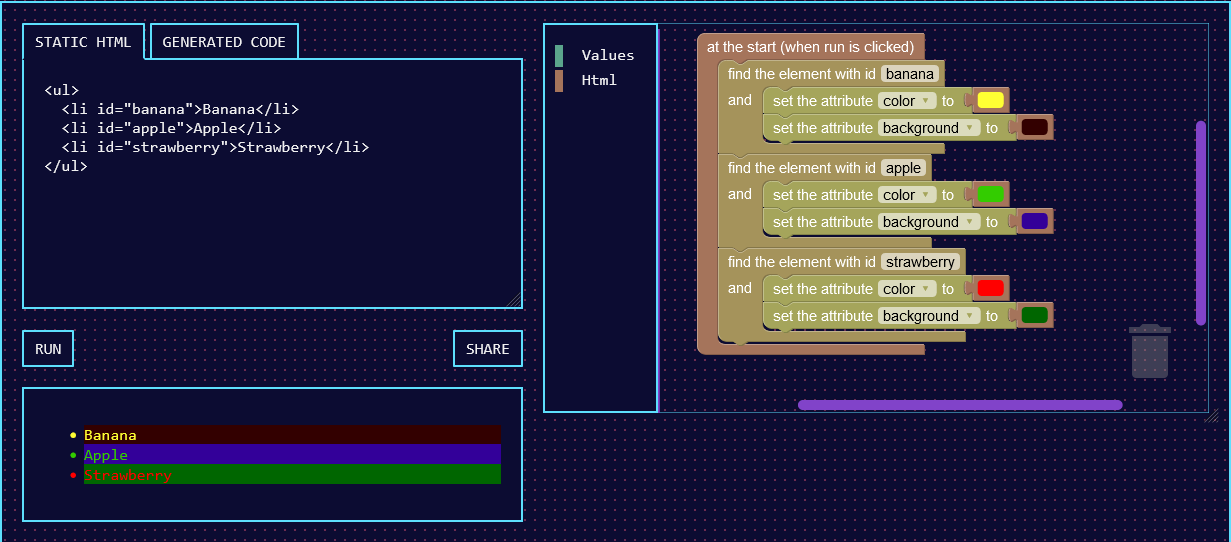 STATIC HTML
GENERATED CODE
<ul>
  <li id="banana">Banana</li>
  <li id="apple">Apple</li>
  <li id="strawberry">Strawberry</li>
</ul>
RUN
SHARE
• Banana
• Apple
• Strawberry
Values
Html
at the start (when run is clicked)
find the element with id banana
and set the attribute color ▾ to
set the attribute background ▾ to
find the element with id apple
and set the attribute color ▾ to
set the attribute background ▾ to
find the element with id strawberry
and set the attribute color ▾ to
set the attribute background ▾ to